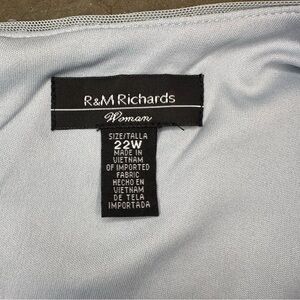 R&M Richards
Woman
SIZE/TALLA
22W
MADE IN
VIETNAM
OF IMPORTED
FABRIC
HECHO EN
VIETNAM
DE TELA
IMPORTADA